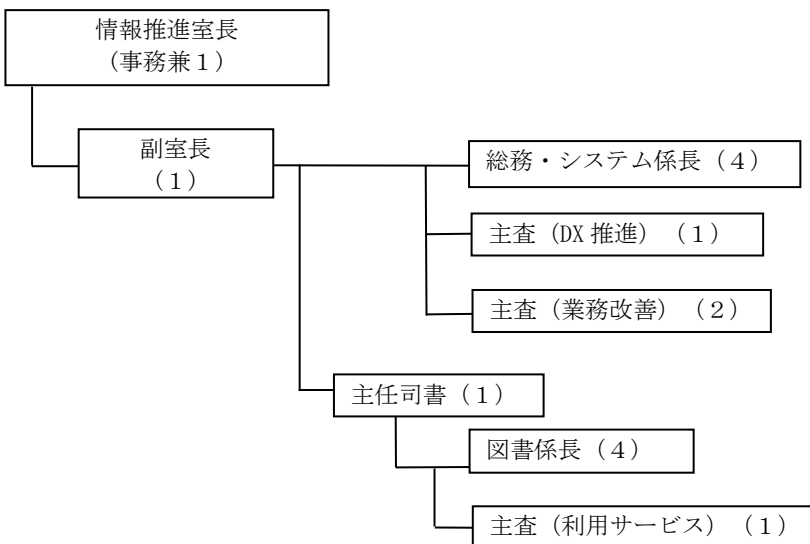 情報推進室長
(事務兼１)
副室長
(１)
総務・システム係長（４）
主査（DX推進）（１）
主査（業務改善）（２）
主任司書（１）
図書係長（４）
主査（利用サービス）（１）